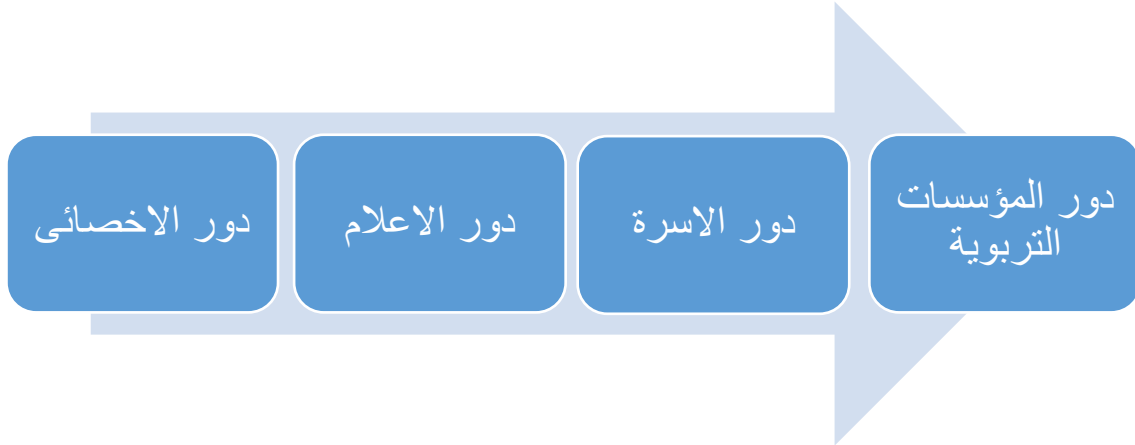 دور المؤسسات
التربوية
دور الاسرة
دور الاعلام
دور الاخصائى